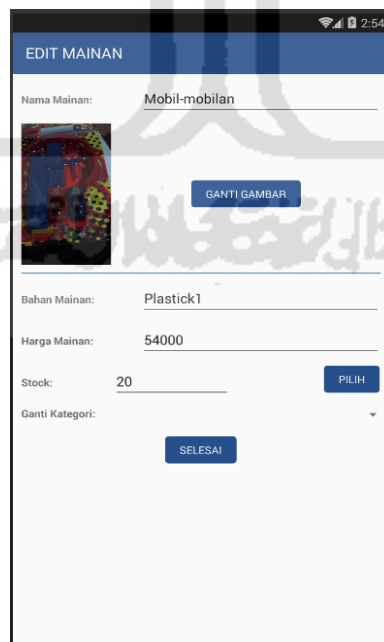 2:54
EDIT MAINAN
Nama Mainan: Mobil-mobilan
GANTI GAMBAR
Bahan Mainan: Plastick1
Harga Mainan: 54000
Stock: 20 PILIH
Ganti Kategori:
SELESAI